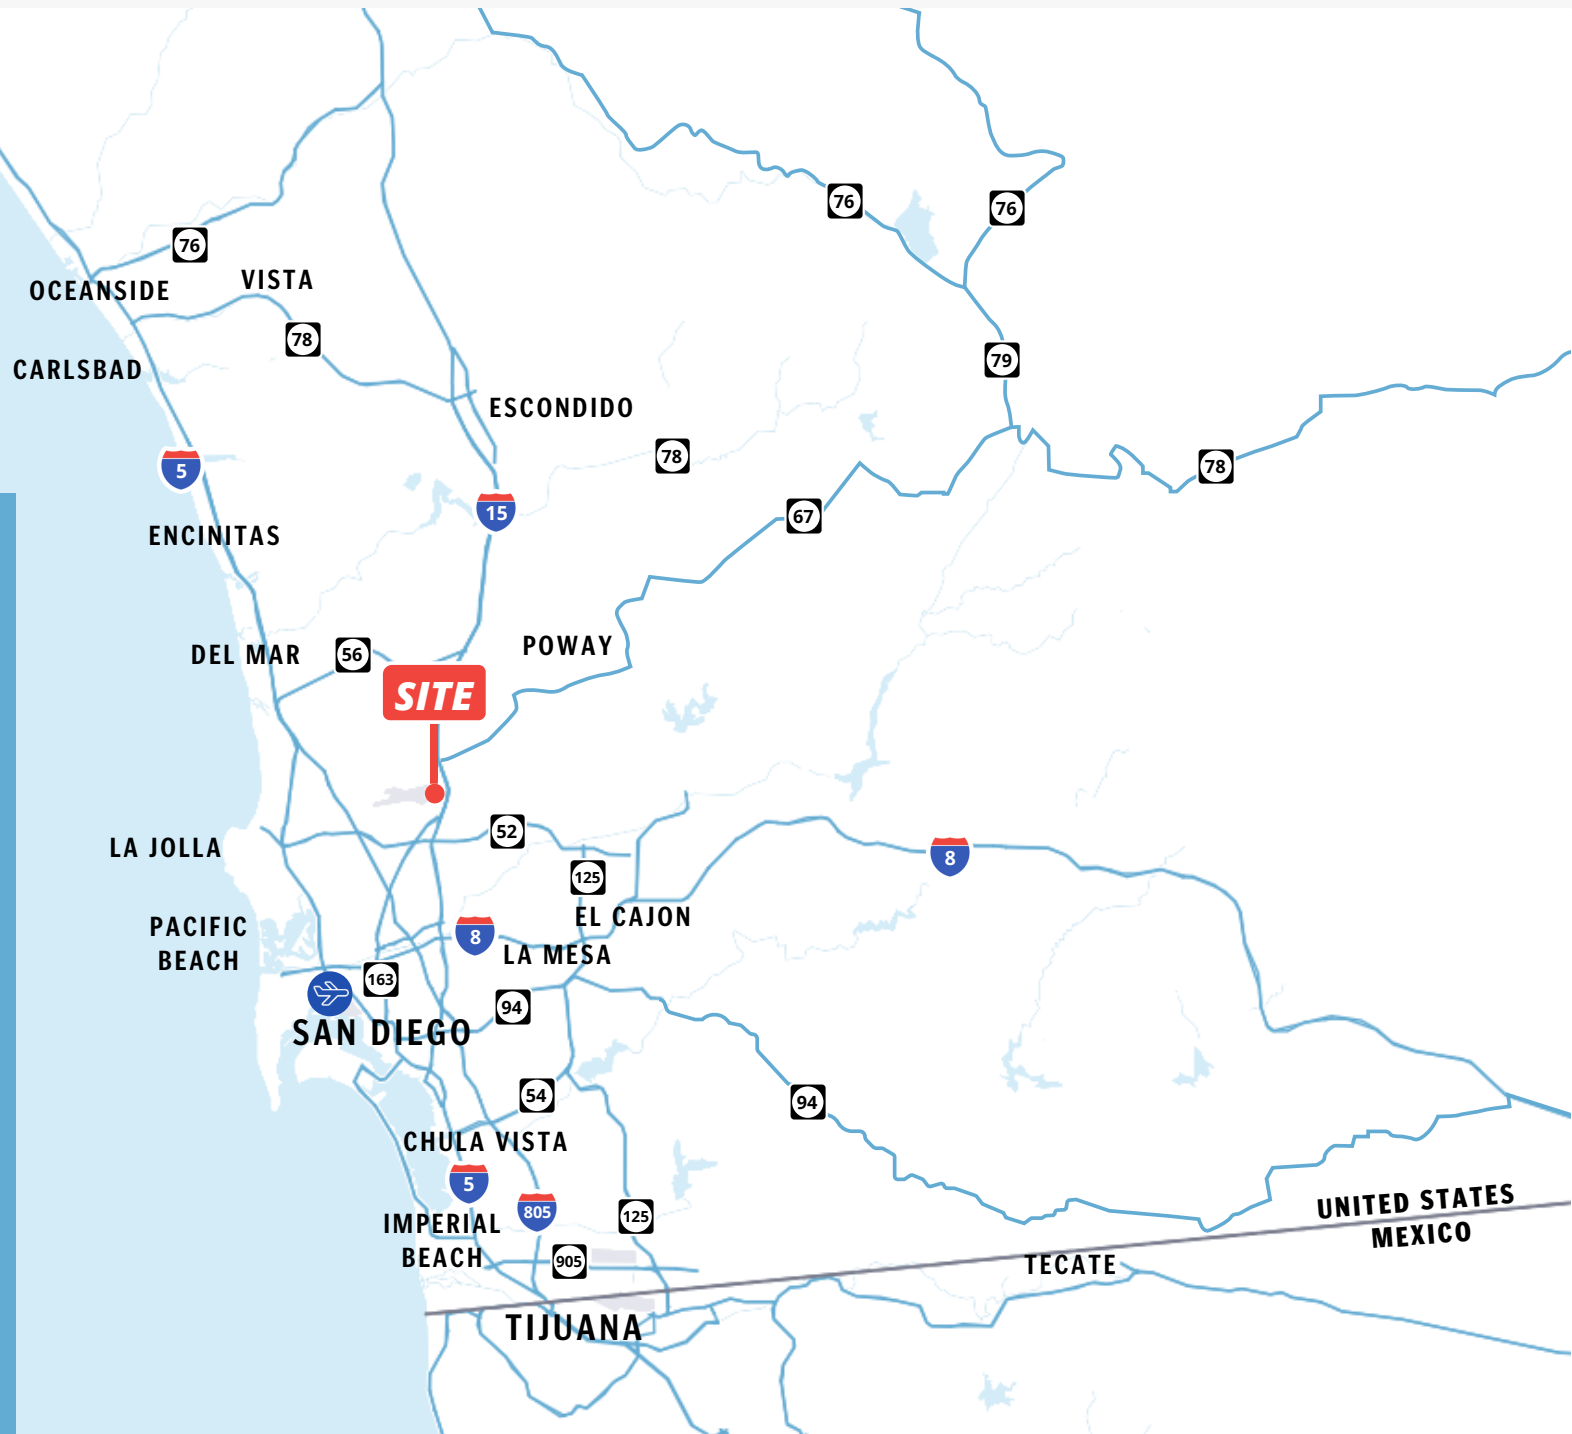 76
76
76
VISTA
OCEANSIDE
78
79
CARLSBAD
ESCONDIDO
78
78
5
15
67
ENCINITAS
POWAY
DEL MAR
56
SITE
52
LA JOLLA
8
125
EL CAJON
PACIFIC
BEACH
8
LA MESA
163
94
SAN DIEGO
54
94
CHULA VISTA
5
805
125
IMPERIAL
BEACH
905
UNITED STATES
MEXICO
TECATE
TIJUANA